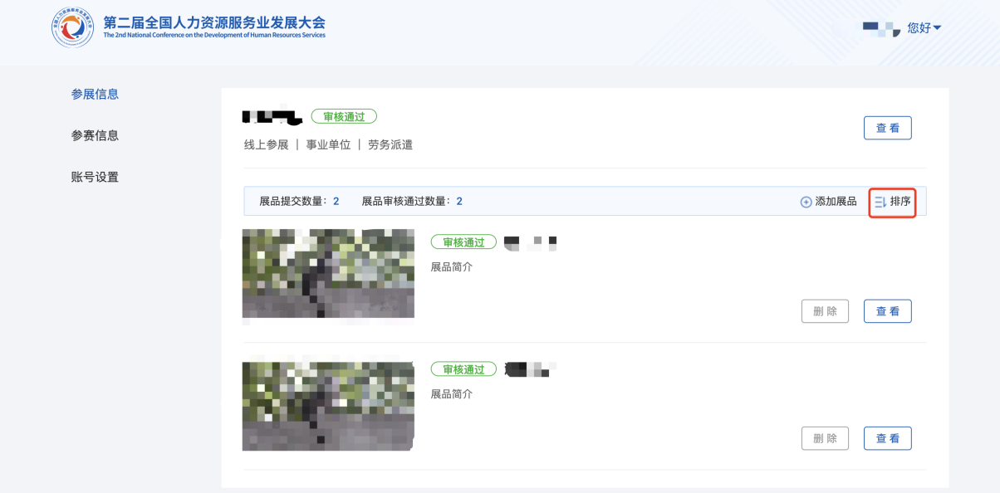 第二届全国人力资源服务业发展大会
The 2nd National Conference on the Development of Human Resources Services
您好
参展信息
参赛信息
账号设置
审核通过
查看
线上参展 | 事业单位 | 劳务派遣
展品提交数量：2 展品审核通过数量：2 添加展品 排序
审核通过
展品简介
删除 查看
审核通过
展品简介
删除 查看